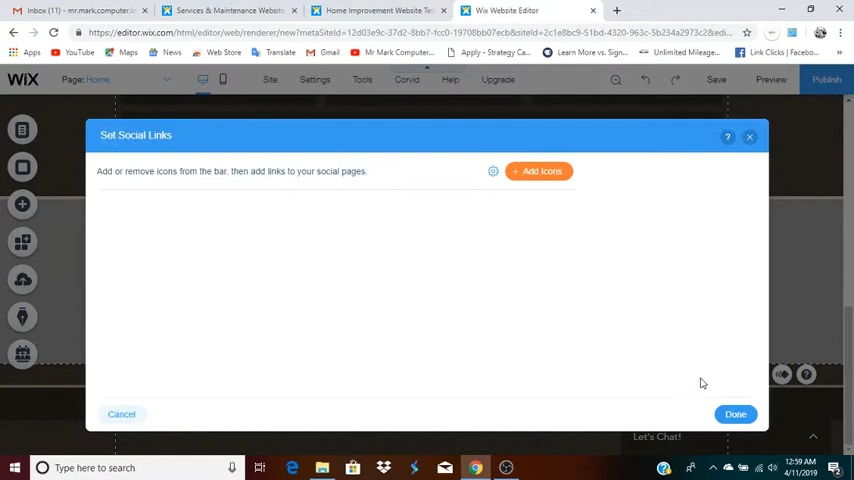 Inbox (11) - mr.mark.computer.l
Services & Maintenance Website
Home Improvement Website Te
Wix Website Editor
https://editor.wix.com/html/editor/web/renderer/new?metaSiteId=12d03e9c-37d2-8bb7-fcc0-19708bb07ecb&siteId=2c1e8bc9-51bd-4320-963c-5b234a2973c2&edi...
Apps YouTube Maps News Web Store Translate Gmail Mr Mark Computer... Apply - Strategy Ca... Learn More vs. Sign... Unlimited Mileage... Link Clicks | Facebo...
WiX Page: Home Site Settings Tools Corvid Help Upgrade Save Preview Publish
Set Social Links
? ×
Add or remove icons from the bar, then add links to your social pages.
+ Add Icons
Cancel
Done
Let's Chat!
Type here to search
12:59 AM
4/11/2019
2